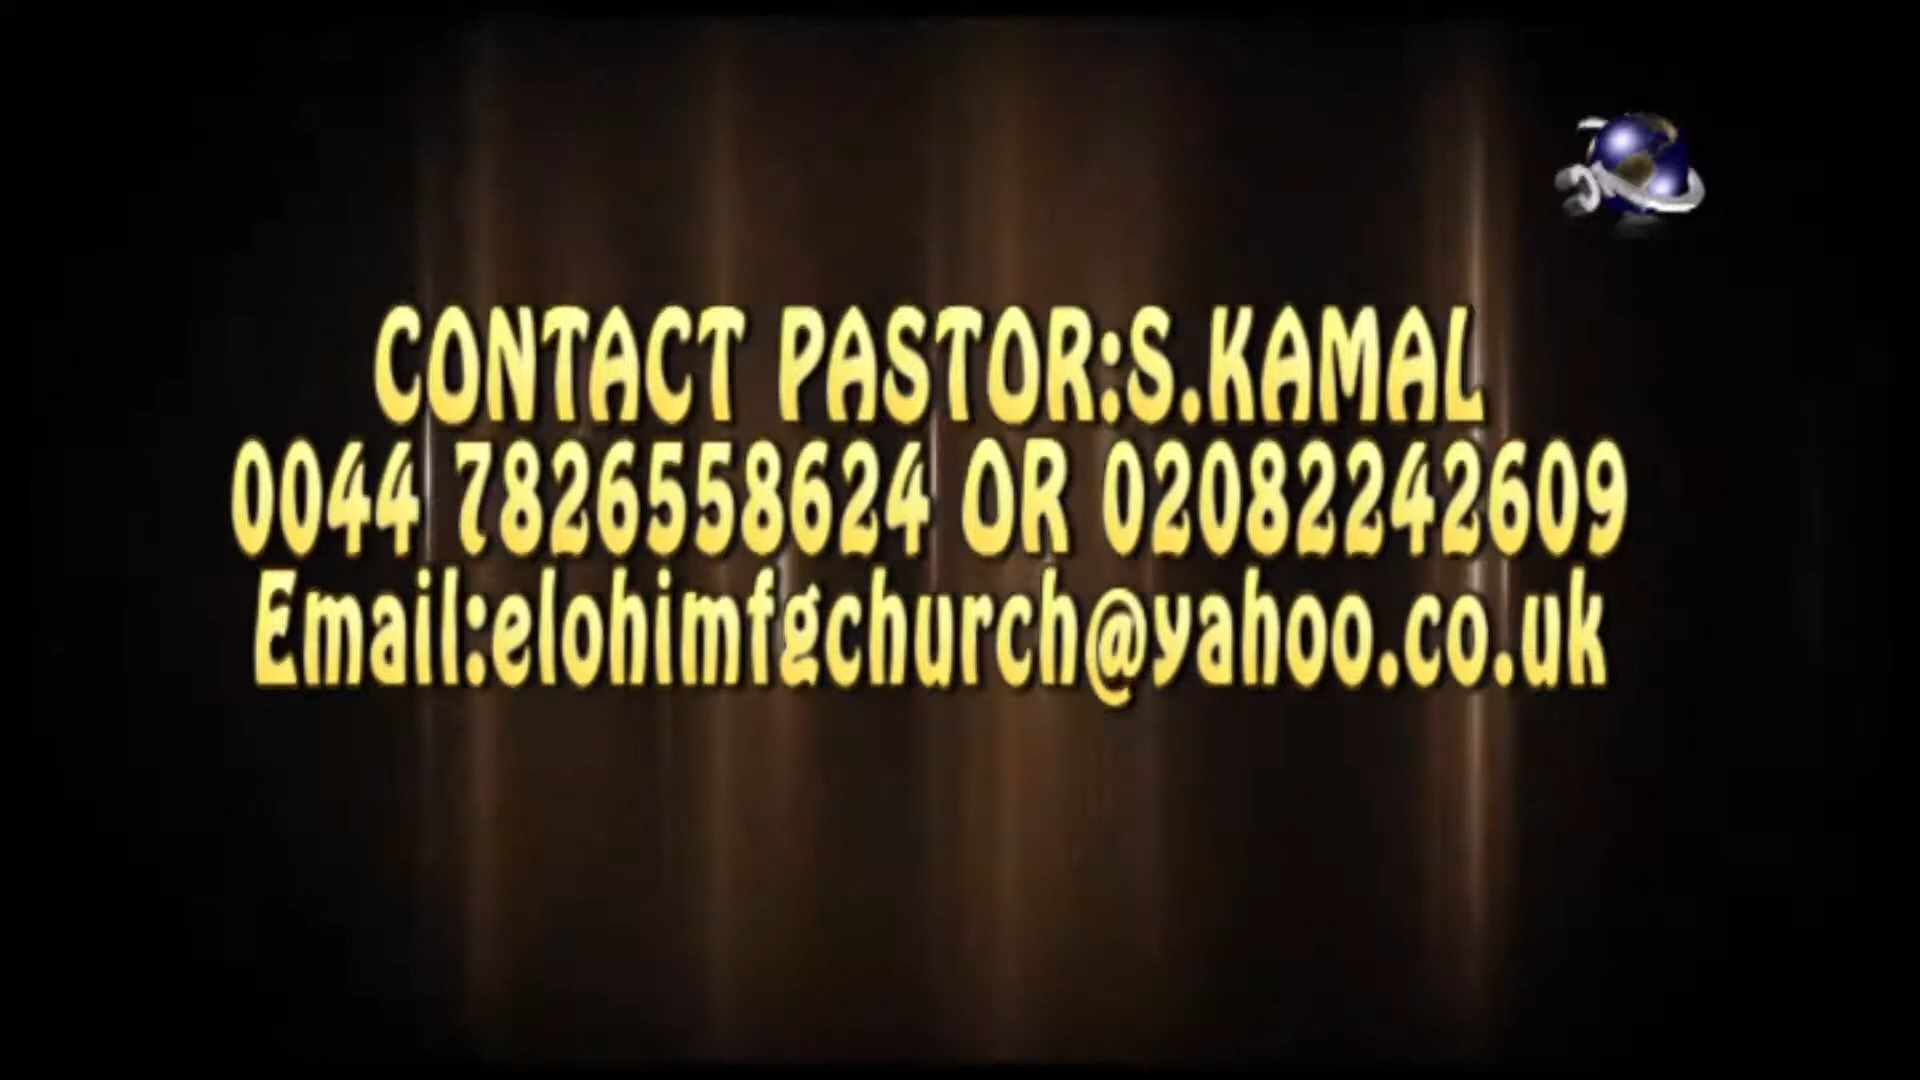 CONTACT PASTOR:S.KAMAL
0044 7826558624 OR 02082242609
Email:elohimfgchurch@yahoo.co.uk